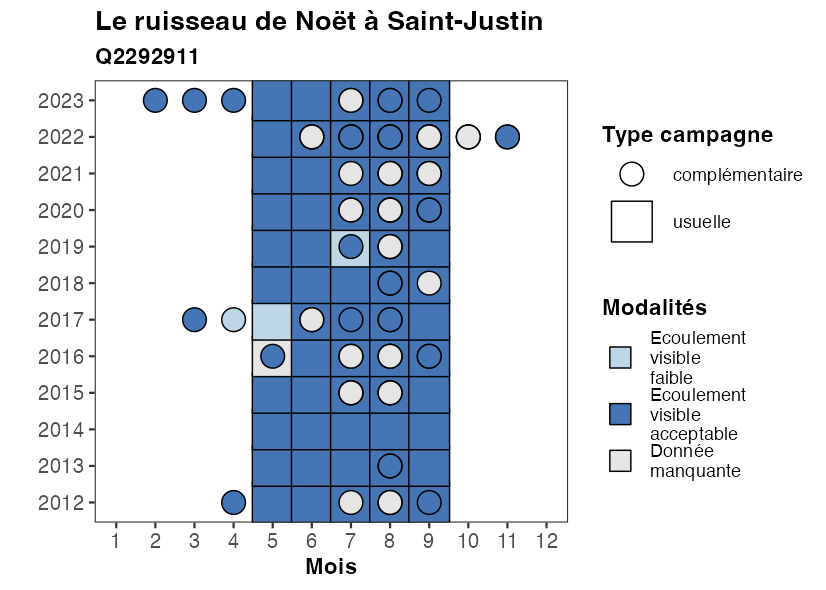 Le ruisseau de Noët à Saint-Justin
Q2292911
2023
2022
2021
2020
2019
2018
2017
2016
2015
2014
2013
2012
1 2 3 4 5 6 7 8 9 10 11 12
Mois
Type campagne
complémentaire
usuelle
Modalités
Ecoulement
visible
faible
Ecoulement
visible
acceptable
Donnée
manquante